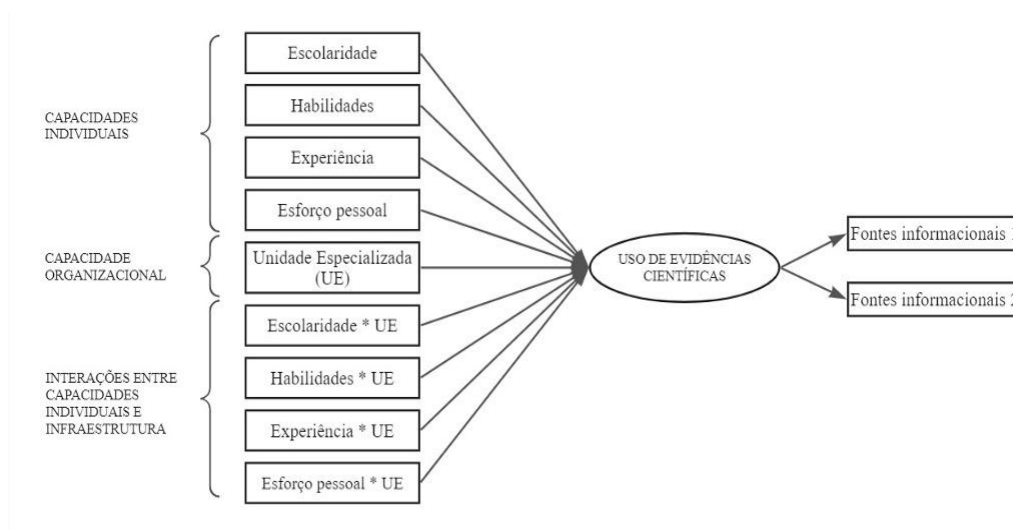 CAPACIDADES
INDIVIDUAIS
Escolaridade
Habilidades
Experiência
Esforço pessoal
CAPACIDADE
ORGANIZACIONAL
Unidade Especializada
(UE)
INTERAÇÕES ENTRE
CAPACIDADES
INDIVIDUAIS E
INFRAESTRUTURA
Escolaridade * UE
Habilidades * UE
Experiência * UE
Esforço pessoal * UE
USO DE EVIDÊNCIAS
CIENTÍFICAS
Fontes informacionais 1
Fontes informacionais